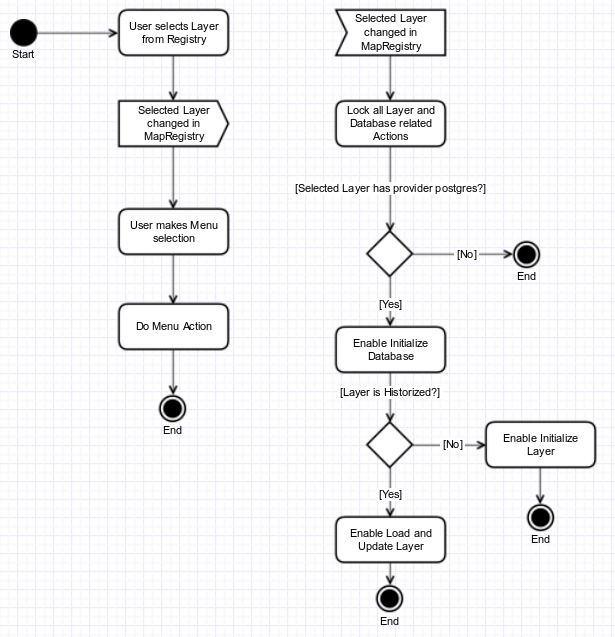 Start
User selects Layer
from Registry
Selected Layer
changed in
MapRegistry
User makes Menu
selection
Do Menu Action
End
Selected Layer
changed in
MapRegistry
Lock all Layer and
Database related
Actions
[Selected Layer has provider postgres?]
[No]
End
[Yes]
Enable Initialize
Database
[Layer is Historized?]
[No]
Enable Initialize
Layer
End
[Yes]
Enable Load and
Update Layer
End